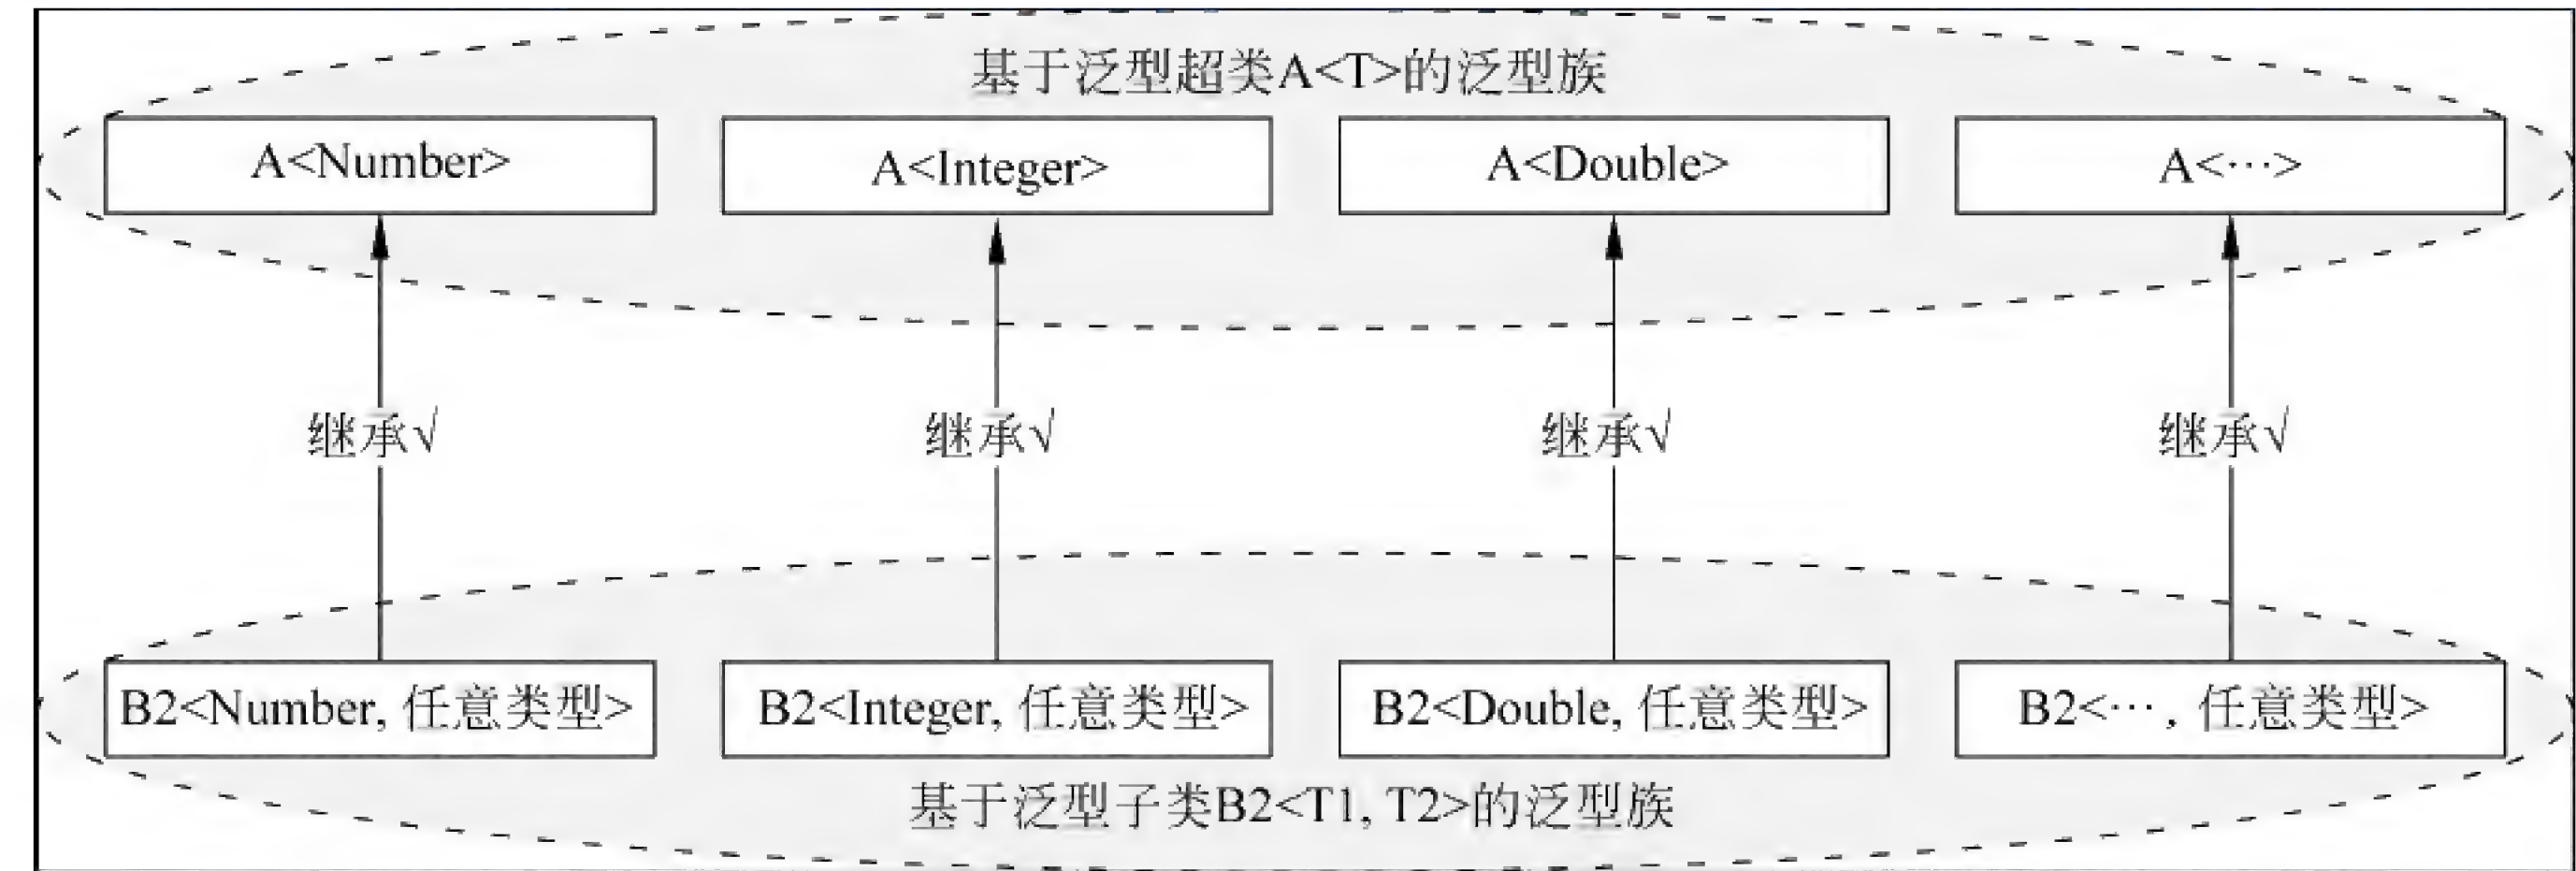 基于泛型超类A<T>的泛型族
A<Number>
A<Integer>
A<Double>
A<…>
继承√
继承√
继承√
继承√
B2<Number, 任意类型>
B2<Integer, 任意类型>
B2<Double, 任意类型>
B2<…, 任意类型>
基于泛型子类B2<T1, T2>的泛型族